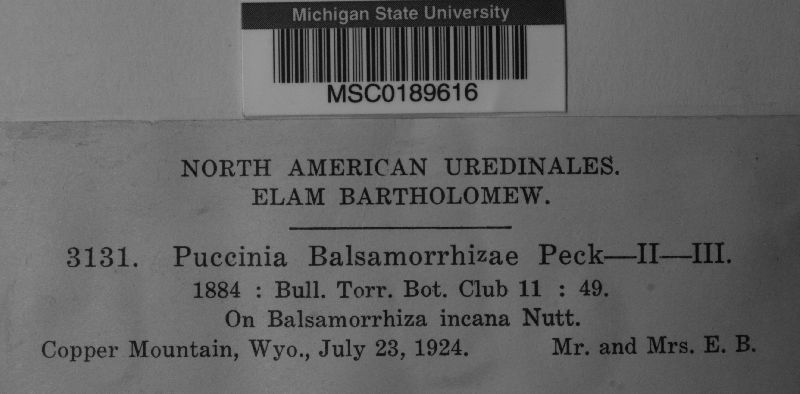 Michigan State University
MSC0189616
NORTH AMERICAN UREDINALES.
ELAM BARTHOLOMEW.
3131. Puccinia Balsamorrhizae Peck—II—III.
1884 : Bull. Torr. Bot. Club 11 : 49.
On Balsamorrhiza incana Nutt.
Copper Mountain, Wyo., July 23, 1924. Mr. and Mrs. E. B.